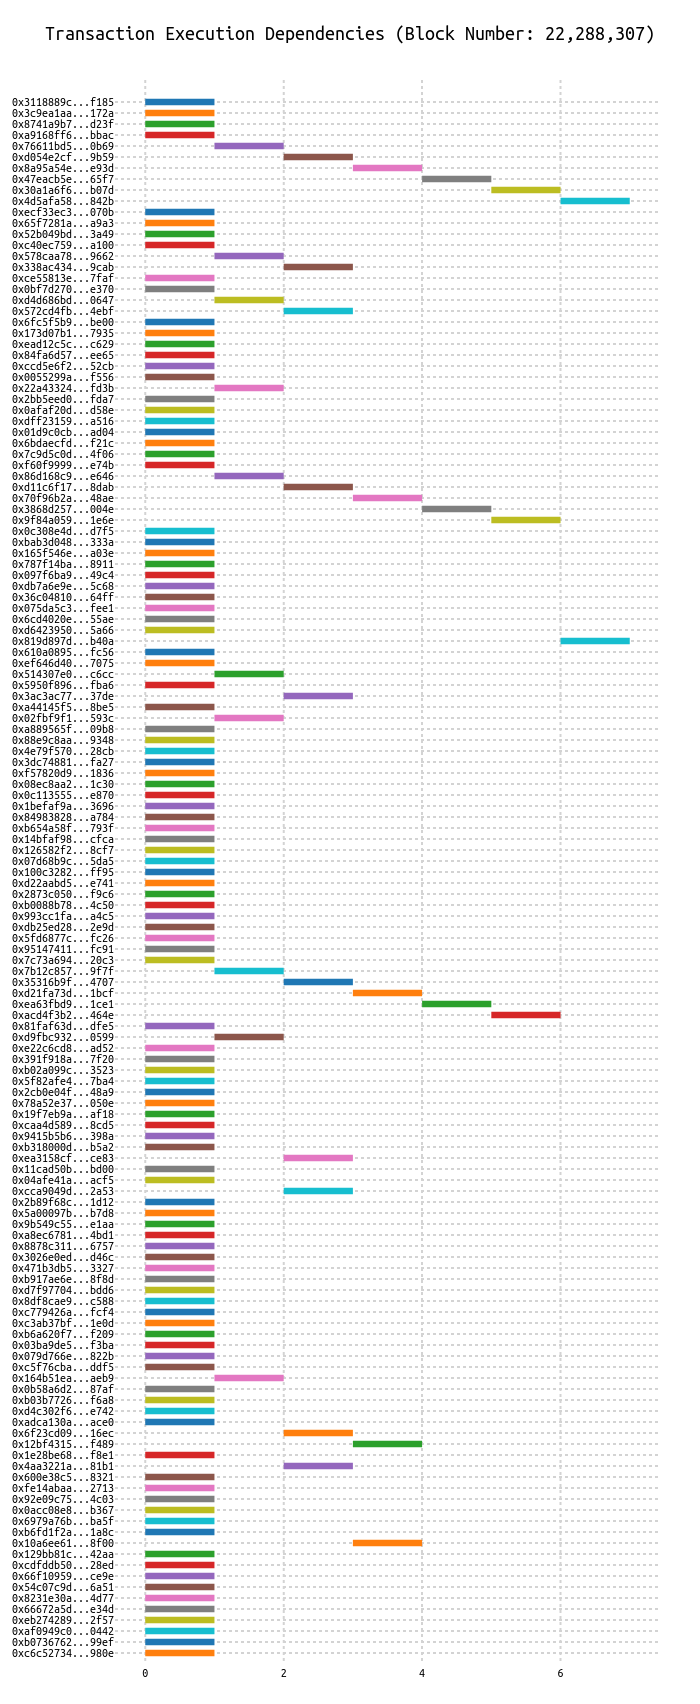 Transaction Execution Dependencies (Block Number: 22,288,307)
0x3118889c...f185
0x3c9ea1aa...172a
0x8741a9b7...d23f
0xa9168ff6...bbac
0x76611bd5...0b69
0xd054e2cf...9b59
0x8a95a54e...e93d
0x47eacb5e...65f7
0x30a1a6f6...b07d
0x4d5afa58...842b
0xecf33ec3...070b
0x65f7281a...a9a3
0x52b049bd...3a49
0xc40ec759...a100
0x578caa78...9662
0x338ac434...9cab
0xce55813e...7faf
0x0bf7d270...e370
0xd4d686bd...0647
0x572cd4fb...4ebf
0x6fc5f5b9...be00
0x173d07b1...7935
0xead12c5c...c629
0x84fa6d57...ee65
0xccd5e6f2...52cb
0x0055299a...f556
0x22a43324...fd3b
0x2bb5eed0...fda7
0x0afaf20d...d58e
0xdff23159...a516
0x01d9c0cb...ad04
0x6bdaecfd...f21c
0x7c9d5c0d...4f06
0xf60f9999...e74b
0x86d168c9...e646
0xd11c6f17...8dab
0x70f96b2a...48ae
0x3868d257...004e
0x9f84a059...1e6e
0x0c308e4d...d7f5
0xbab3d048...333a
0x165f546e...a03e
0x787f14ba...8911
0x097f6ba9...49c4
0xdb7a6e9e...5c68
0x36c04810...64ff
0x075da5c3...fee1
0x6cd4020e...55ae
0xd6423950...5a66
0x819d897d...b40a
0x610a0895...fc56
0xef646d40...7075
0x514307e0...c6cc
0x5950f896...fba6
0x3ac3ac77...37de
0xa44145f5...8be5
0x02fbf9f1...593c
0xa889565f...09b8
0x88e9c8aa...9348
0x4e79f570...28cb
0x3dc74881...fa27
0xf57820d9...1836
0x08ec8aa2...1c30
0x0c113555...e870
0x1befaf9a...3696
0x84983828...a784
0xb654a58f...793f
0x14bfaf98...cfca
0x126582f2...8cf7
0x07d68b9c...5da5
0x100c3282...ff95
0xd22aabd5...e741
0x2873c050...f9c6
0xb0088b78...4c50
0x993cc1fa...a4c5
0xdb25ed28...2e9d
0x5fd6877c...fc26
0x95147411...fc91
0x7c73a694...20c3
0x7b12c857...9f7f
0x35316b9f...4707
0xd21fa73d...1bcf
0xea63fbd9...1ce1
0xacd4f3b2...464e
0x81faf63d...dfe5
0xd9fbc932...0599
0xe22c6cd8...ad52
0x391f918a...7f20
0xb02a099c...3523
0x5f82afe4...7ba4
0x2cb0e04f...48a9
0x78a52e37...050e
0x19f7eb9a...af18
0xcaa4d589...8cd5
0x9415b5b6...398a
0xb318000d...b5a2
0xea3158cf...ce83
0x11cad50b...bd00
0x04afe41a...acf5
0xcca9049d...2a53
0x2b89f68c...1d12
0x5a00097b...b7d8
0x9b549c55...e1aa
0xa8ec6781...4bd1
0x8878c311...6757
0x3026e0ed...d46c
0x471b3db5...3327
0xb917ae6e...8f8d
0xd7f97704...bdd6
0x8df8cae9...c588
0xc779426a...fcf4
0xc3ab37bf...1e0d
0xb6a620f7...f209
0x03ba9de5...f3ba
0x079d766e...822b
0xc5f76cba...ddf5
0x164b51ea...aeb9
0x0b58a6d2...87af
0xb03b7726...f6a8
0xd4c302f6...e742
0xadca130a...ace0
0x6f23cd09...16ec
0x12bf4315...f489
0x1e28be68...f8e1
0x4aa3221a...81b1
0x600e38c5...8321
0xfe14abaa...2713
0x92e09c75...4c03
0x0acc08e8...b367
0x6979a76b...ba5f
0xb6fd1f2a...1a8c
0x10a6ee61...8f00
0x129bb81c...42aa
0xcdfddb50...28ed
0x66f10959...ce9e
0x54c07c9d...6a51
0x8231e30a...4d77
0x66672a5d...e34d
0xeb274289...2f57
0xaf0949c0...0442
0xb0736762...99ef
0xc6c52734...980e
0 2 4 6